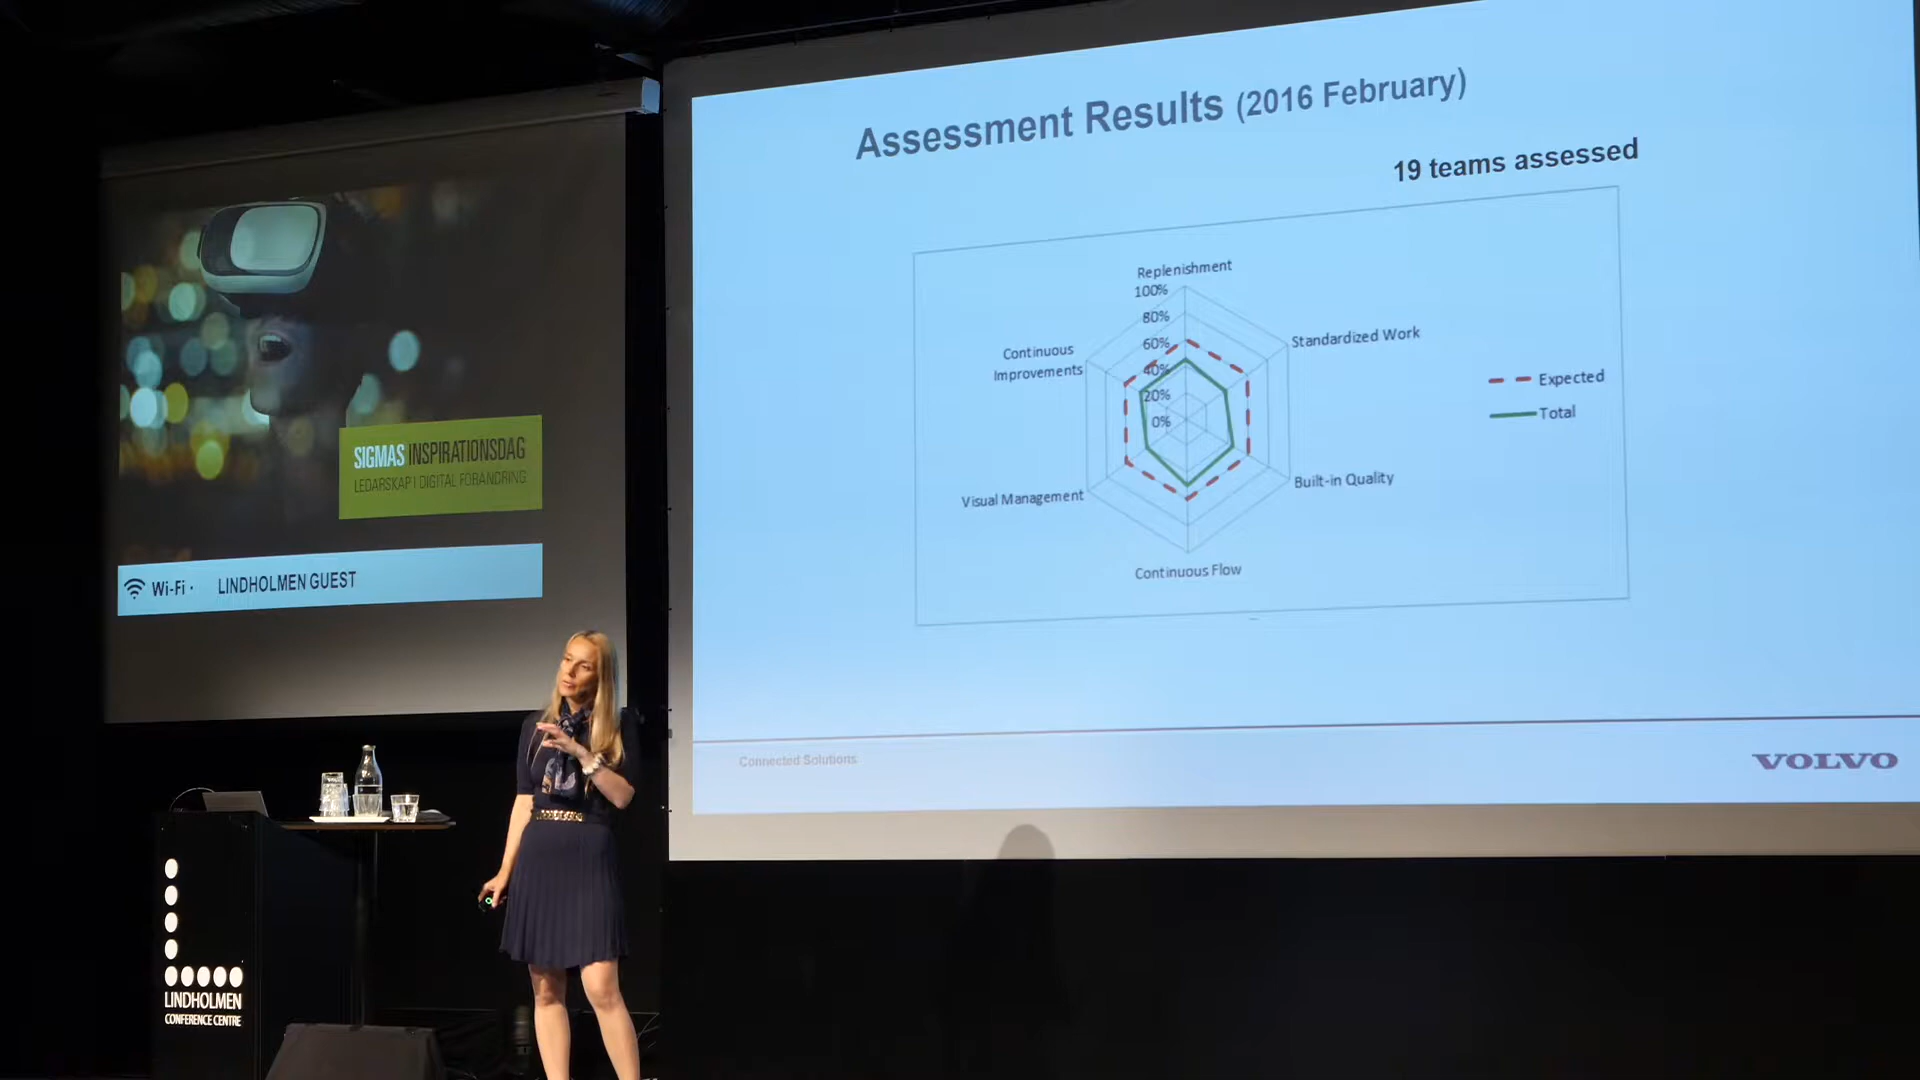 SIGMAS INSPIRATIONSDAG
LEDARSKAP I DIGITAL FÖRÄNDRING
Wi-Fi · LINDHOLMEN GUEST
LINDHOLMEN
CONFERENCE CENTRE
Assessment Results (2016 February)
19 teams assessed
Replenishment
100%
80%
60%
40%
20%
0%
Standardized Work
Built-in Quality
Continuous Flow
Visual Management
Continuous
Improvements
Expected
Total
Connected Solutions
VOLVO